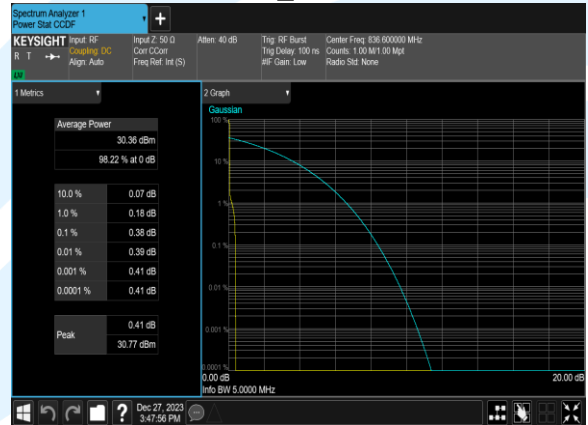 Spectrum Analyzer 1
Power Stat CCDF
+
KEYSIGHT
R T
LXI
Input: RF
Coupling: DC
Align: Auto
Input Z: 50 Ω
Corr CCorr
Freq Ref: Int (S)
Atten: 40 dB
Trig: RF Burst
Trig Delay: 100 ns
#IF Gain: Low
Center Freq: 836.600000 MHz
Counts: 1.00 M/1.00 Mpt
Radio Std: None
1 Metrics
Average Power
30.36 dBm
98.22 % at 0 dB
10.0 % 0.07 dB
1.0 % 0.18 dB
0.1 % 0.38 dB
0.01 % 0.39 dB
0.001 % 0.41 dB
0.0001 % 0.41 dB
Peak
0.41 dB
30.77 dBm
2 Graph
Gaussian
100 %
10 %
1 %
0.1 %
0.01 %
0.001 %
0.0001 %
0.00 dB
20.00 dB
Info BW 5.0000 MHz
?
Dec 27, 2023
3:47:56 PM